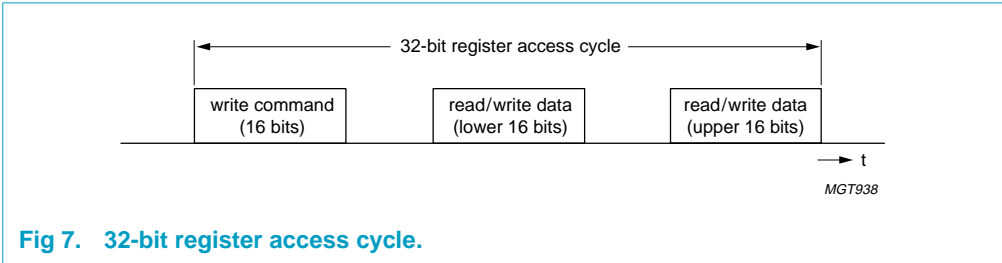 32-bit register access cycle
write command
(16 bits)
read/write data
(lower 16 bits)
read/write data
(upper 16 bits)
t
MGT938
Fig 7. 32-bit register access cycle.